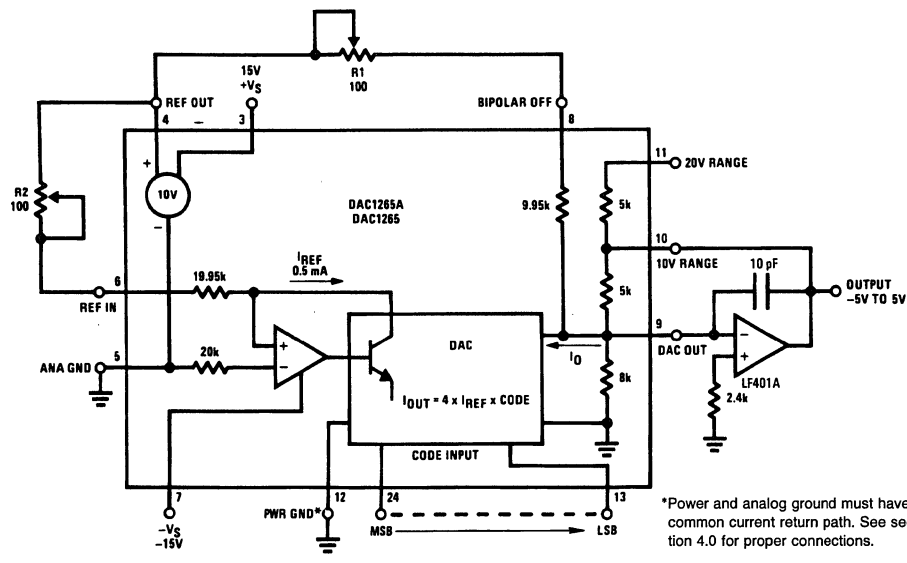 R1
100
15V
+VS
REF OUT
BIPOLAR OFF
4
–
3
8
11
20V RANGE
+
10V
–
R2
100
DAC1265A
DAC1265
9.95k
5k
10
10V RANGE
10 pF
IREF
0.5 mA
6
19.95k
5k
OUTPUT
–5V TO 5V
REF IN
9
DAC OUT
–
+
DAC
IO
ANA GND
5
20k
+
–
8k
LF401A
2.4k
IOUT = 4 x IREF x CODE
CODE INPUT
7
12
24
13
PWR GND*
MSB
LSB
–VS
–15V
*Power and analog ground must have
common current return path. See se
tion 4.0 for proper connections.